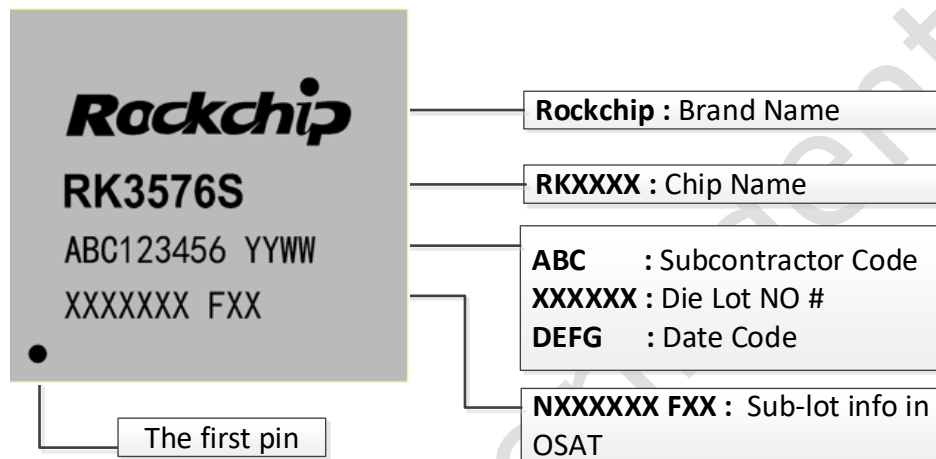 Rockchip
RK3576S
ABC123456 YYWW
XXXXXXX FXX
The first pin
Rockchip : Brand Name
RKXXXX : Chip Name
ABC : Subcontractor Code
XXXXXX : Die Lot NO #
DEFG : Date Code
NXXXXXX FXX : Sub-lot info in
OSAT